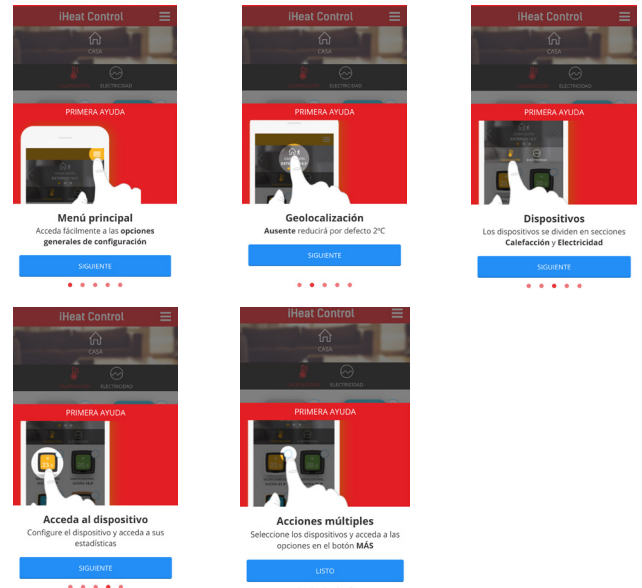 iHeat Control
CASA
ELECTRICIDAD
PRIMERA AYUDA
Menú principal
Acceda fácilmente a las opciones
generales de configuración
SIGUIENTE
iHeat Control
CASA
ELECTRICIDAD
PRIMERA AYUDA
Geolocalización
Ausente reducirá por defecto 2ºC
SIGUIENTE
iHeat Control
CASA
ELECTRICIDAD
PRIMERA AYUDA
Dispositivos
Los dispositivos se dividen en secciones
Calefacción y Electricidad
SIGUIENTE
iHeat Control
CASA
ELECTRICIDAD
PRIMERA AYUDA
Acceda al dispositivo
Configure el dispositivo y acceda a sus
estadísticas
SIGUIENTE
iHeat Control
CASA
ELECTRICIDAD
PRIMERA AYUDA
Acciones múltiples
Seleccione los dispositivos y acceda a las
opciones en el botón MÁS
LISTO